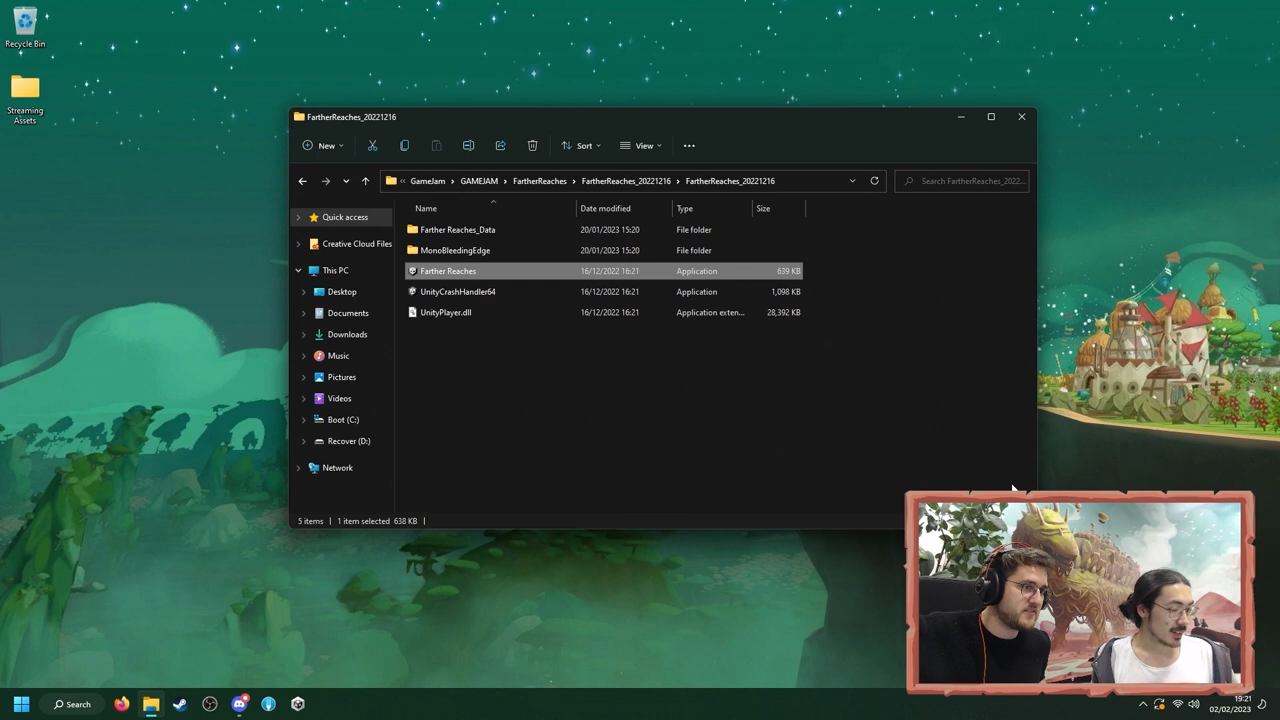 Recycle Bin
Streaming
Assets
FartherReaches_20221216
New
Sort
View
GameJam
GAMEJAM
FartherReaches
FartherReaches_20221216
FartherReaches_20221216
Search FartherReaches_2022...
Name
Date modified
Type
Size
Quick access
Creative Cloud Files
This PC
Desktop
Documents
Downloads
Music
Pictures
Videos
Boot (C:)
Recover (D:)
Network
Farther Reaches_Data 20/01/2023 15:20 File folder
MonoBleedingEdge 20/01/2023 15:20 File folder
Farther Reaches 16/12/2022 16:21 Application 639 KB
UnityCrashHandler64 16/12/2022 16:21 Application 1,098 KB
UnityPlayer.dll 16/12/2022 16:21 Application exten... 28,392 KB
5 items 1 item selected 638 KB
Search
19:21
02/02/2023